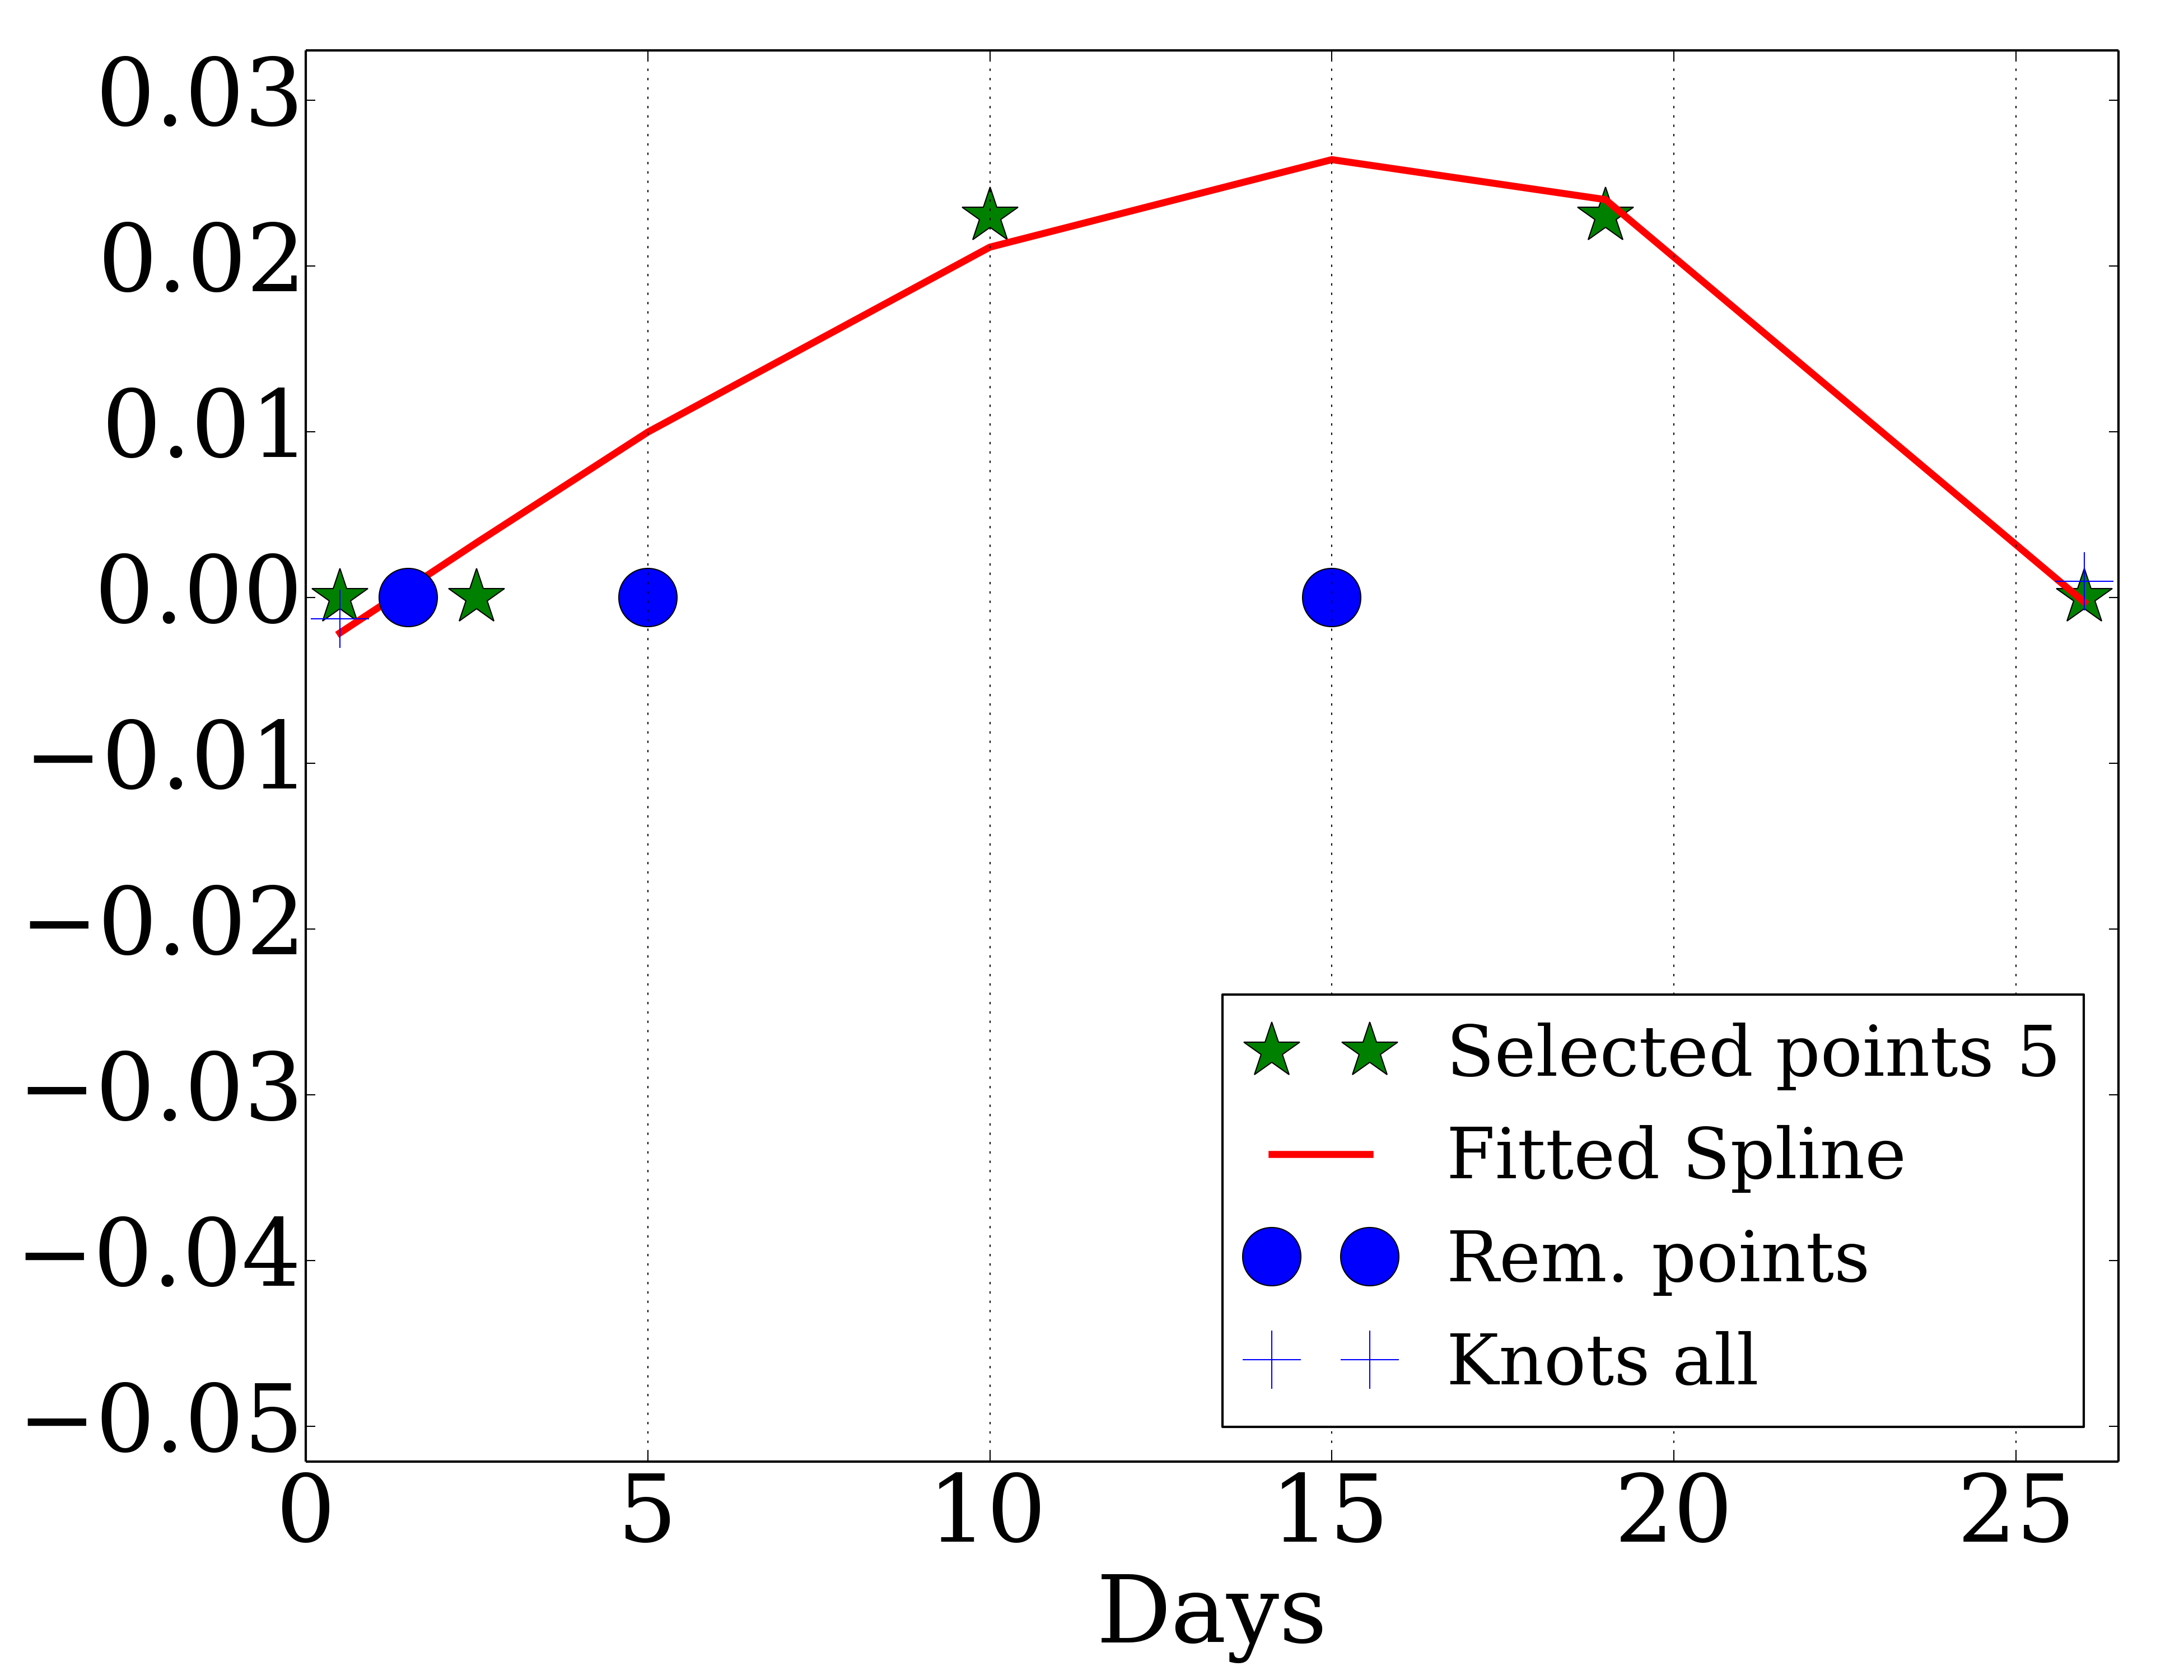 0.03
0.02
0.01
0.00
−0.01
−0.02
−0.03
−0.04
−0.05
Selected points 5
Fitted Spline
Rem. points
Knots all
0 5 10 15 20 25
Days